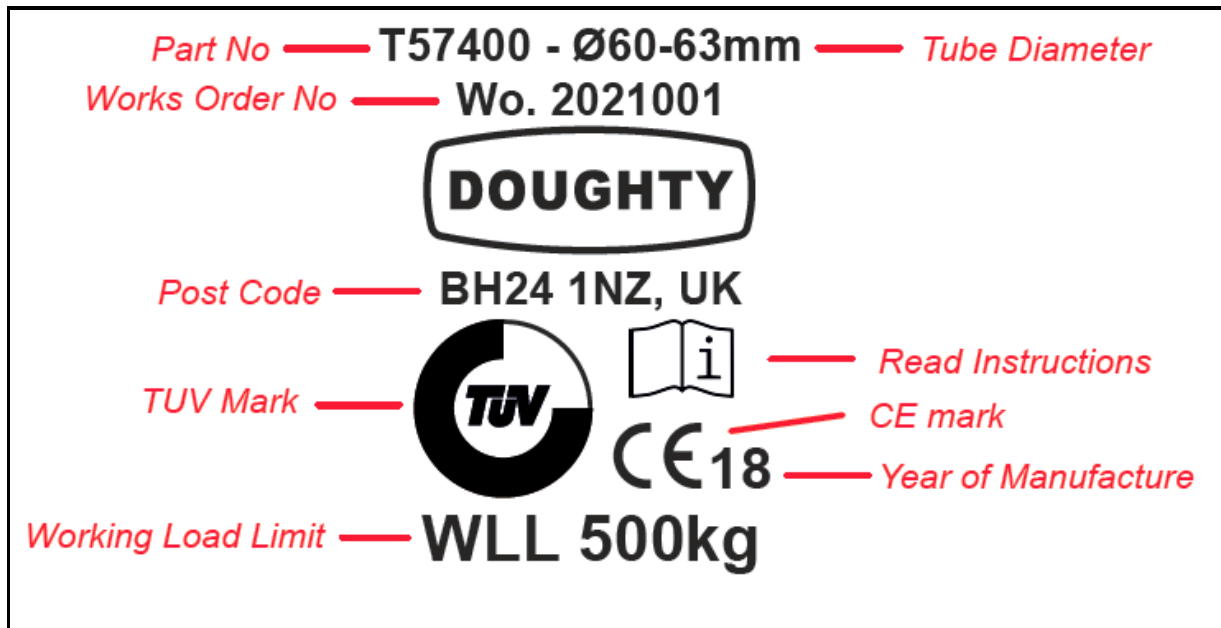 Part No T57400 - Ø60-63mm Tube Diameter
Works Order No Wo. 2021001
DOUGHTY
Post Code BH24 1NZ, UK
i
Read Instructions
TUV Mark TÜV
CE mark
CE 18 Year of Manufacture
Working Load Limit WLL 500kg